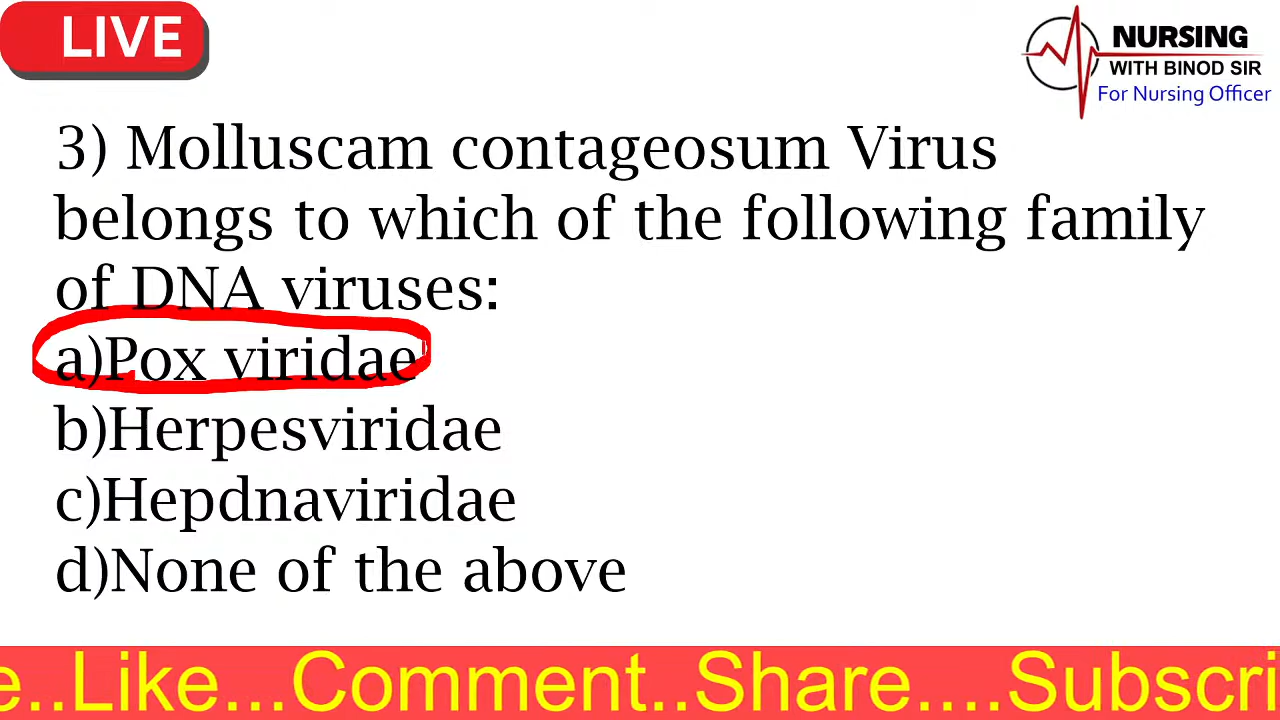 LIVE
NURSING
WITH BINOD SIR
For Nursing Officer
3) Molluscam contageosum Virus
belongs to which of the following family
of DNA viruses:
a)Pox viridae
b)Herpesviridae
c)Hepdnaviridae
d)None of the above
e..Like...Comment..Share....Subscri